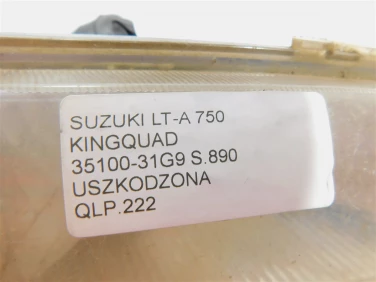 SUZUKI LT-A 750
KINGQUAD
35100-31G9 S.890
USZKODZONA
QLP.222